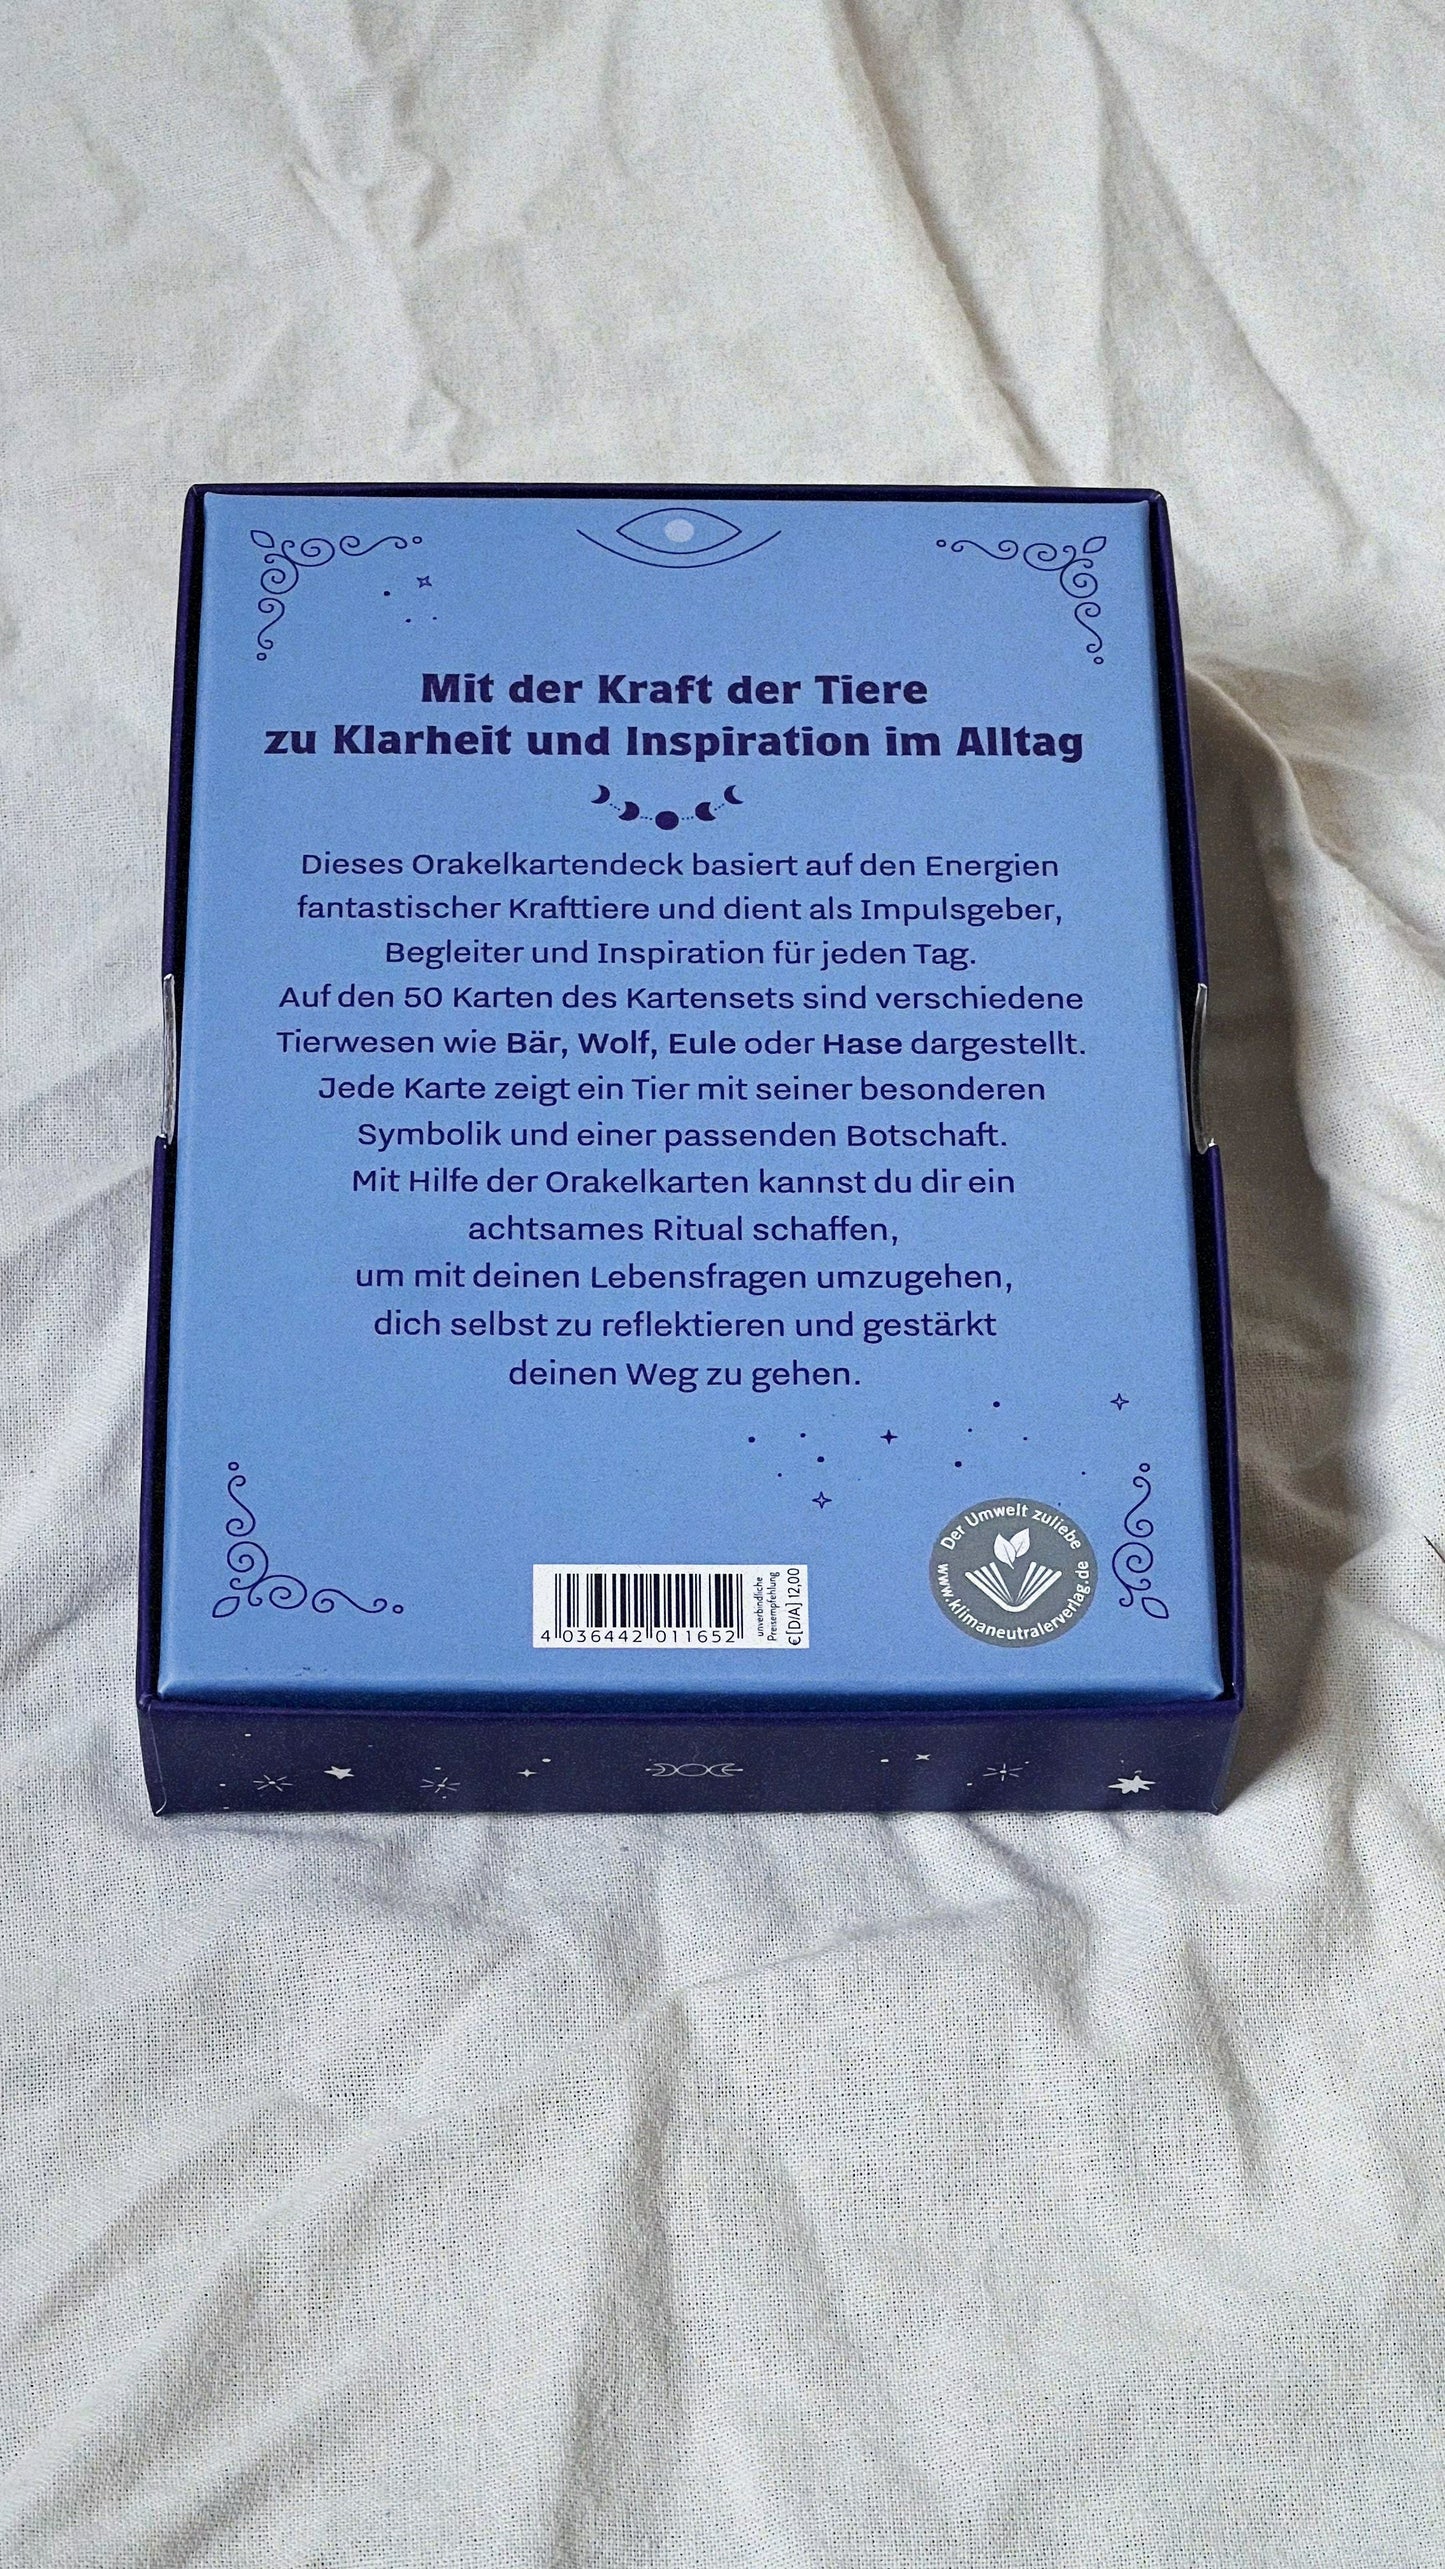 Mit der Kraft der Tiere
zu Klarheit und Inspiration im Alltag
Dieses Orakelkartendeck basiert auf den Energien
fantastischer Krafttiere und dient als Impulsgeber,
Begleiter und Inspiration für jeden Tag.
Auf den 50 Karten des Kartensets sind verschiedene
Tierwesen wie Bär, Wolf, Eule oder Hase dargestellt.
Jede Karte zeigt ein Tier mit seiner besonderen
Symbolik und einer passenden Botschaft.
Mit Hilfe der Orakelkarten kannst du dir ein
achtsames Ritual schaffen,
um mit deinen Lebensfragen umzugehen,
dich selbst zu reflektieren und gestärkt
deinen Weg zu gehen.
4 036442 011652
unverbindliche
Preisempfehlung
€ [D/A] 12,00
Der Umwelt zuliebe
www.klimaneutralerverlag.de